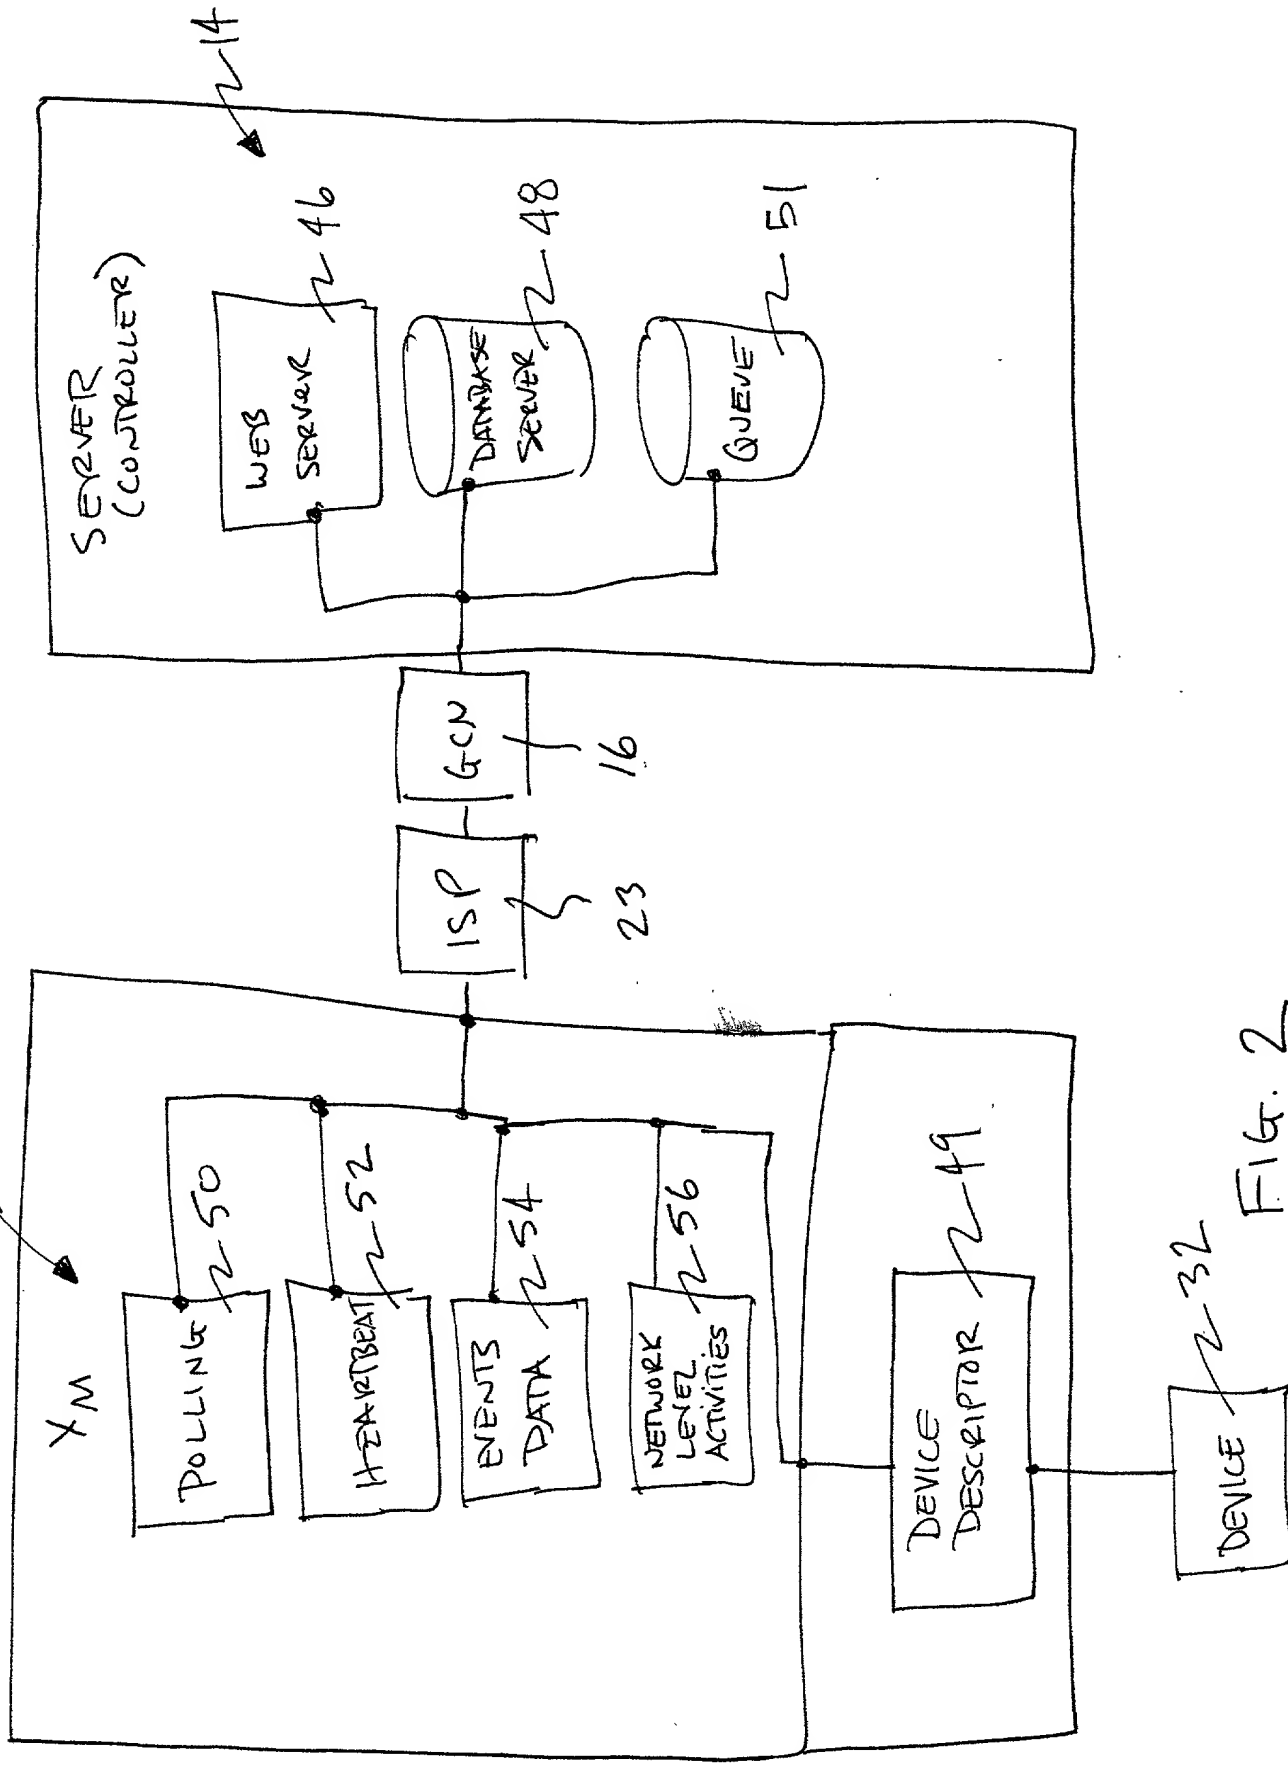 XM
POLLING
50
HEARTBEAT
52
EVENTS
DATA
54
NETWORK
LEVEL
ACTIVITIES
56
DEVICE
DESCRIPTOR
49
DEVICE
32
ISP
23
GCN
16
SERVER
(CONTROLLER)
14
WEB
SERVER
46
DATABASE
SERVER
48
QUEUE
51
FIG. 2